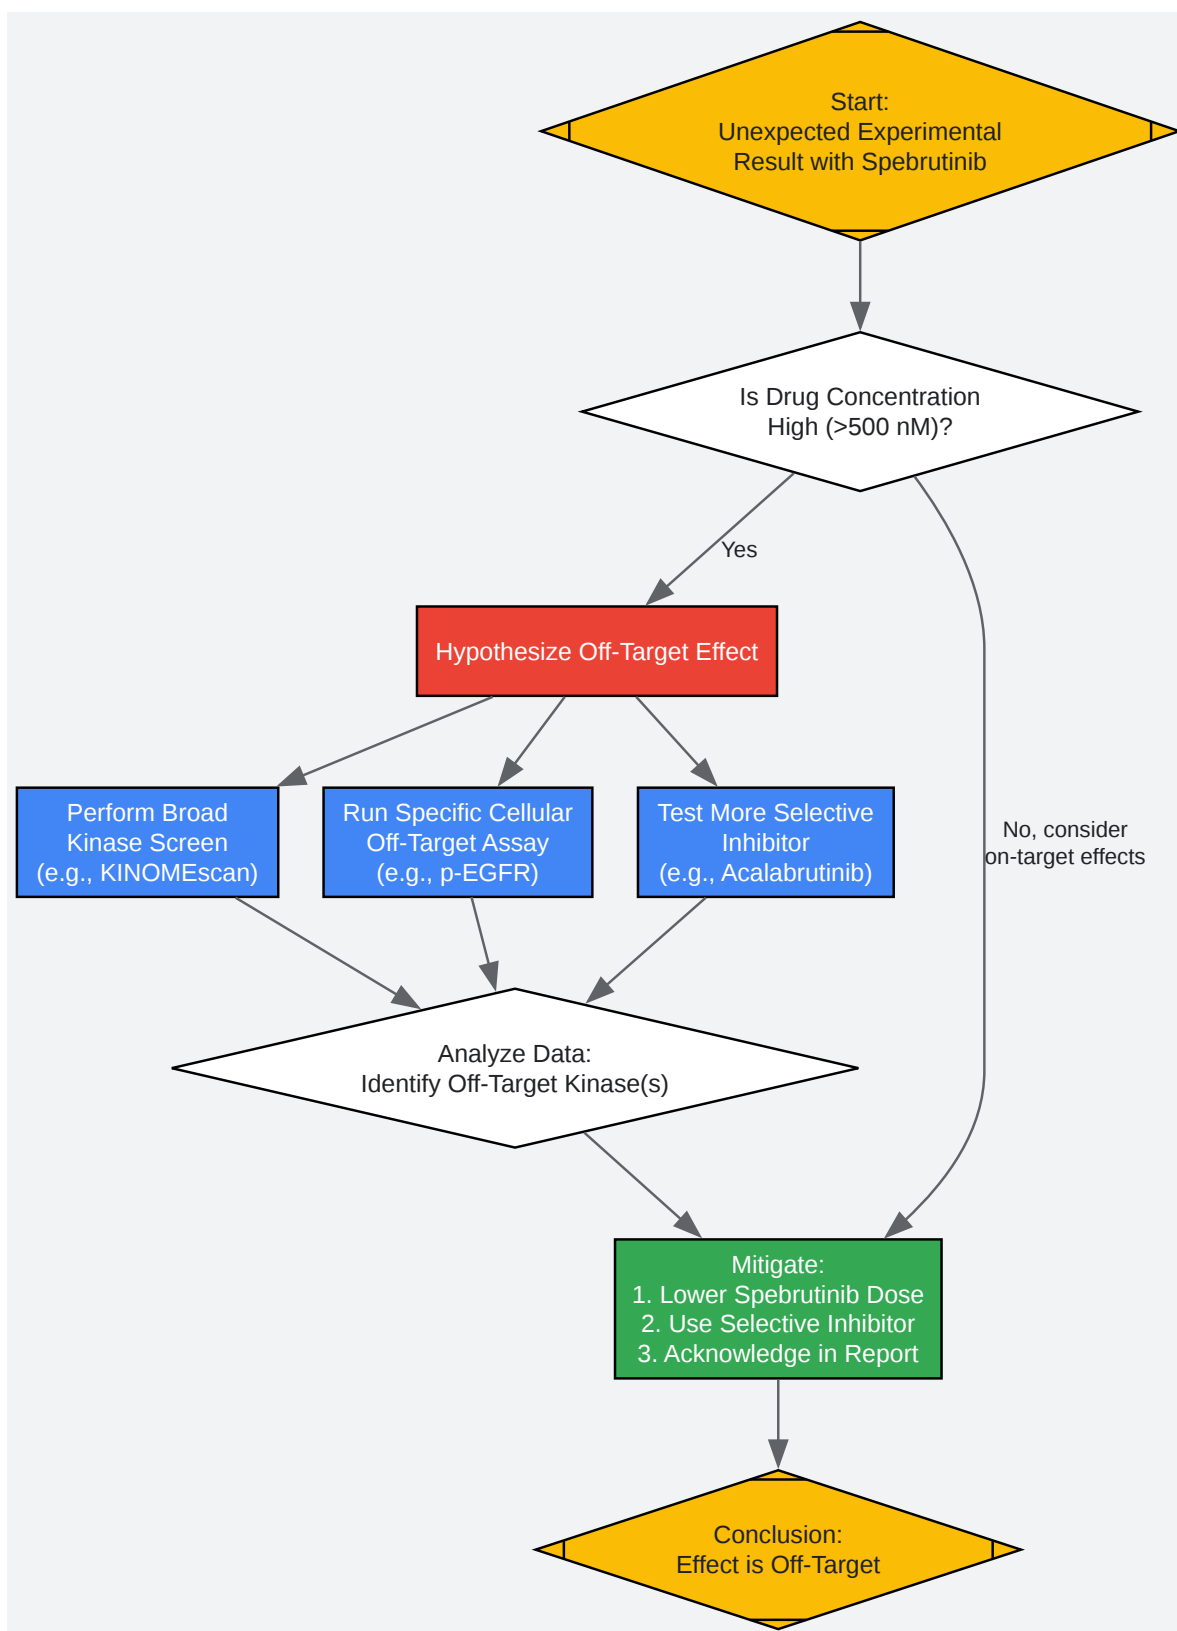 Start:
Unexpected Experimental
Result with Spebrutinib
Is Drug Concentration
High (>500 nM)?
Yes
Hypothesize Off-Target Effect
Perform Broad
Kinase Screen
(e.g., KINOMEscan)
Run Specific Cellular
Off-Target Assay
(e.g., p-EGFR)
Test More Selective
Inhibitor
(e.g., Acalabrutinib)
No, consider
on-target effects
Analyze Data:
Identify Off-Target Kinase(s)
Mitigate:
1. Lower Spebrutinib Dose
2. Use Selective Inhibitor
3. Acknowledge in Report
Conclusion:
Effect is Off-Target